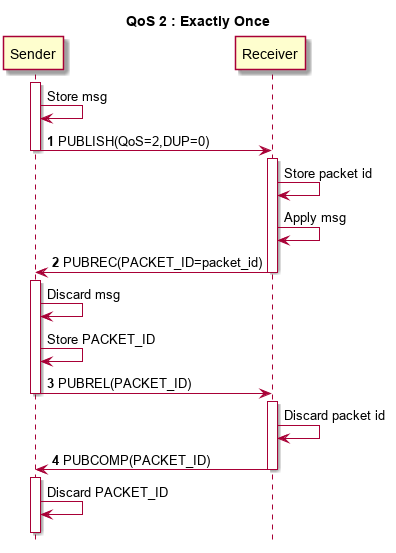 QoS 2 : Exactly Once
Sender
Receiver
Store msg
1 PUBLISH(QoS=2,DUP=0)
Store packet id
Apply msg
2 PUBREC(PACKET_ID=packet_id)
Discard msg
Store PACKET_ID
3 PUBREL(PACKET_ID)
Discard packet id
4 PUBCOMP(PACKET_ID)
Discard PACKET_ID